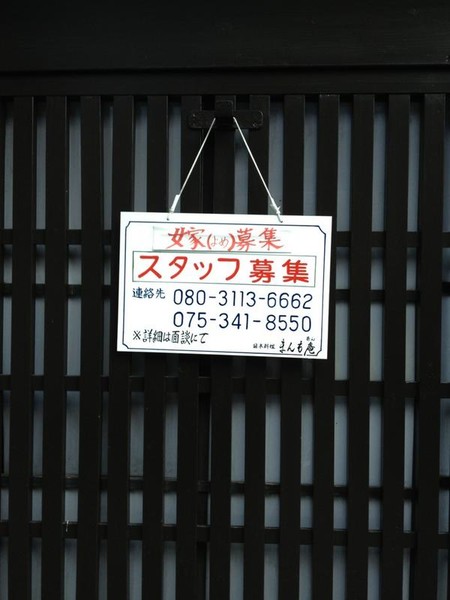 嫁(よめ)募集
スタッフ募集
連絡先 080-3113-6662
075-341-8550
※詳細は面談にて
まんも庵